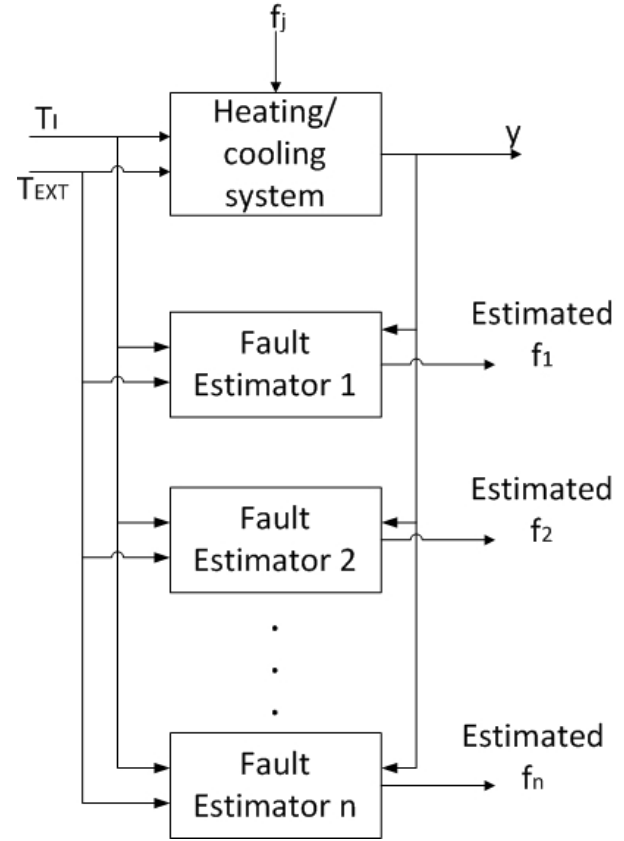 fj
Heating/
cooling
system
TI
TEXT
y
Fault
Estimator 1
Estimated
f1
Fault
Estimator 2
Estimated
f2
Fault
Estimator n
Estimated
fn